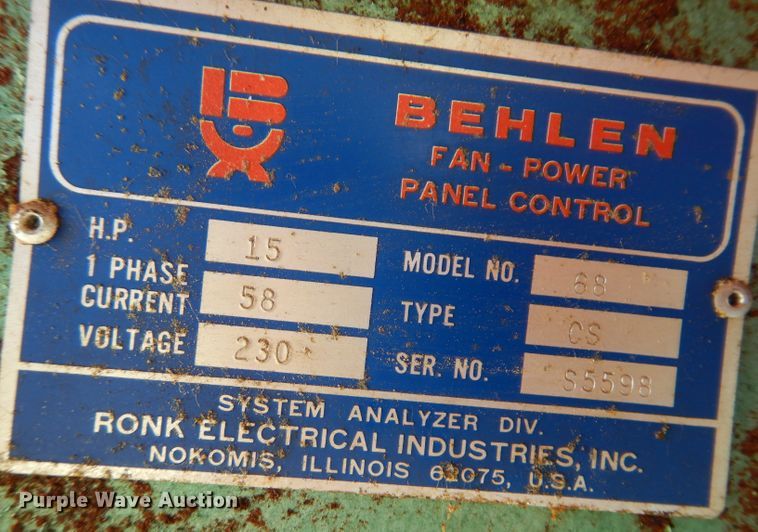 BEHLEN
FAN - POWER
PANEL CONTROL
H.P. 15
1 PHASE
CURRENT 58
VOLTAGE 230
MODEL NO. 68
TYPE CS
SER. NO. S5598
SYSTEM ANALYZER DIV.
RONK ELECTRICAL INDUSTRIES, INC.
NOKOMIS, ILLINOIS 62075, U.S.A.
Purple Wave Auction